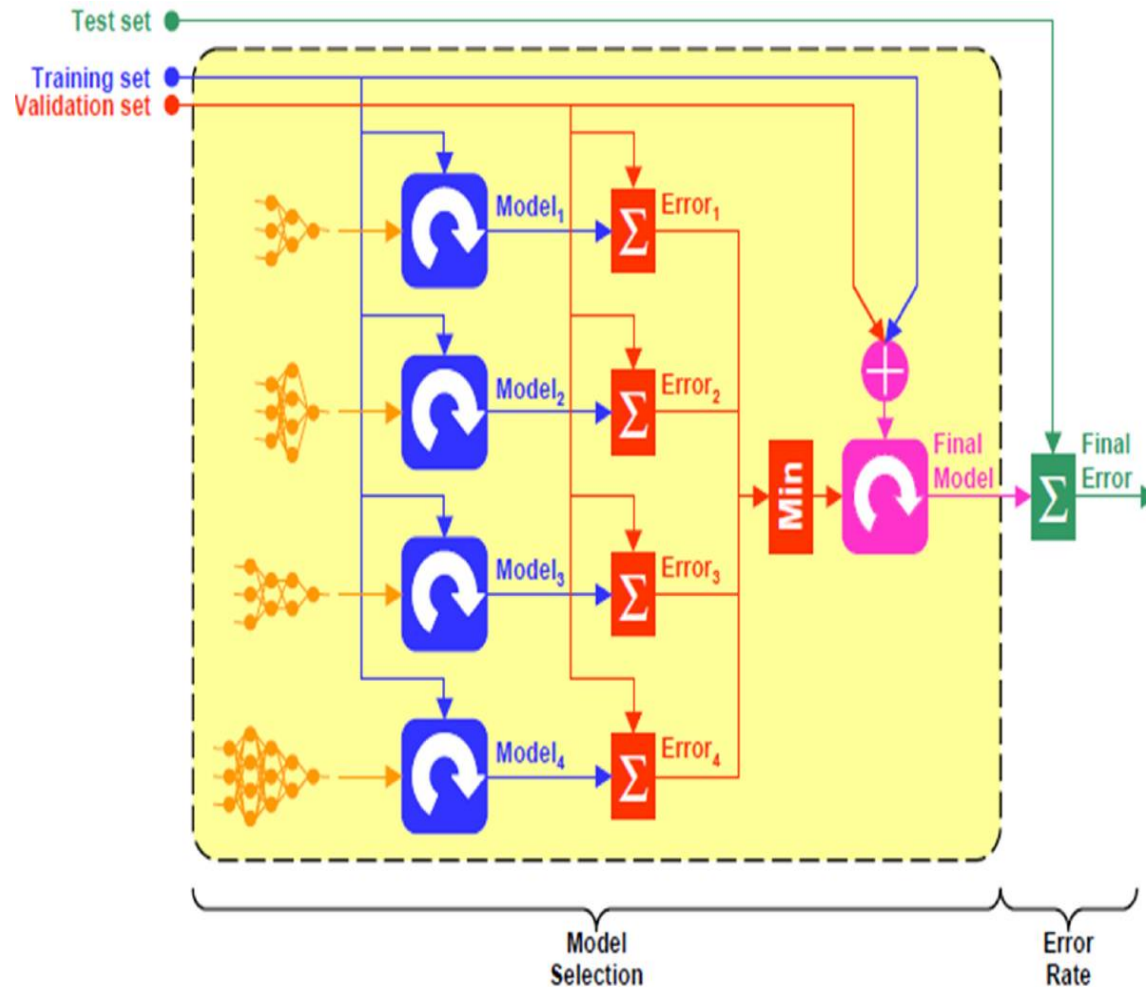 Test set
Training set
Validation set
Model₁
Error₁
Σ
Model₂
Error₂
Σ
Model₃
Error₃
Σ
Model₄
Error₄
Σ
Min
+
Final
Model
Final
Error
Σ
Model
Selection
Error
Rate